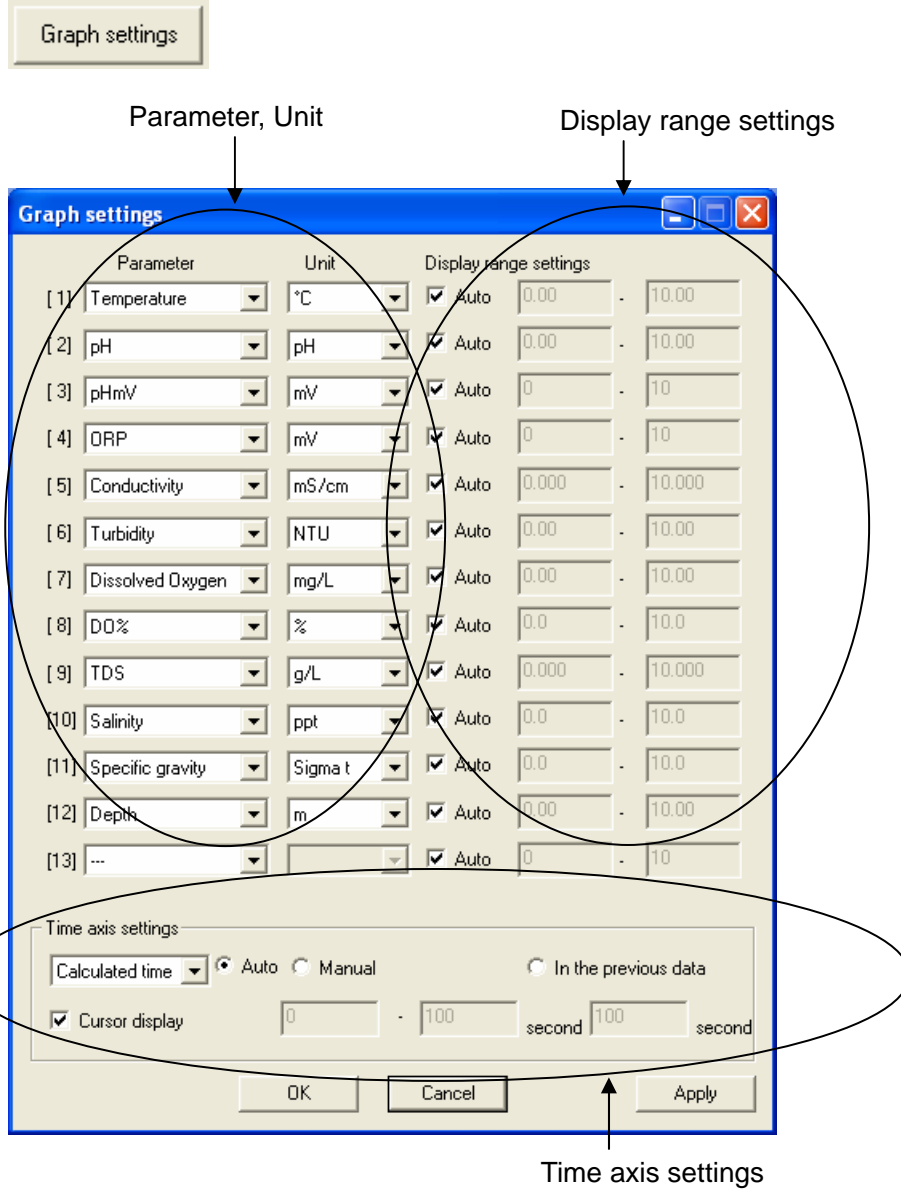 Graph settings
Parameter, Unit
Display range settings
Graph settings
Parameter Unit Display range settings
[ 1] Temperature °C Auto 0.00 - 10.00
[ 2] pH pH Auto 0.00 - 10.00
[ 3] pHmV mV Auto 0 - 10
[ 4] ORP mV Auto 0 - 10
[ 5] Conductivity mS/cm Auto 0.000 - 10.000
[ 6] Turbidity NTU Auto 0.00 - 10.00
[ 7] Dissolved Oxygen mg/L Auto 0.00 - 10.00
[ 8] DO% % Auto 0.0 - 10.0
[ 9] TDS g/L Auto 0.000 - 10.000
[10] Salinity ppt Auto 0.0 - 10.0
[11] Specific gravity Sigma t Auto 0.0 - 10.0
[12] Depth m Auto 0.00 - 10.00
[13] --- Auto 0 - 10
Time axis settings
Calculated time Auto Manual In the previous data
Cursor display 0 - 100 second 100 second
OK Cancel Apply
Time axis settings